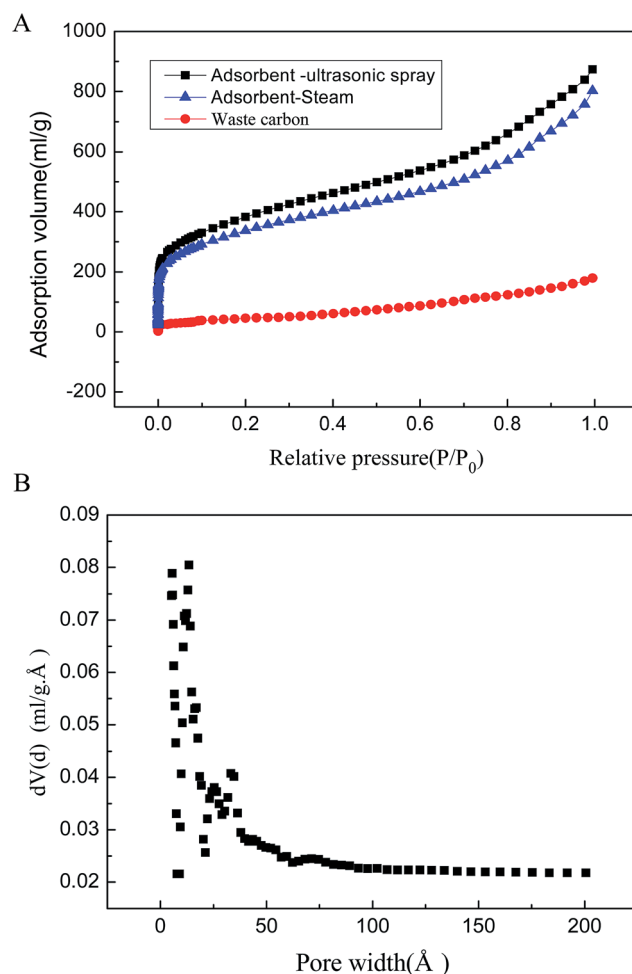 A
1000
800
600
400
200
0
-200
Adsorption volume(ml/g)
Adsorbent -ultrasonic spray
Adsorbent-Steam
Waste carbon
0.0 0.2 0.4 0.6 0.8 1.0
Relative pressure(P/P₀)
B
0.09
0.08
0.07
0.06
0.05
0.04
0.03
0.02
dV(d) (ml/g.Å)
0 50 100 150 200
Pore width(Å )